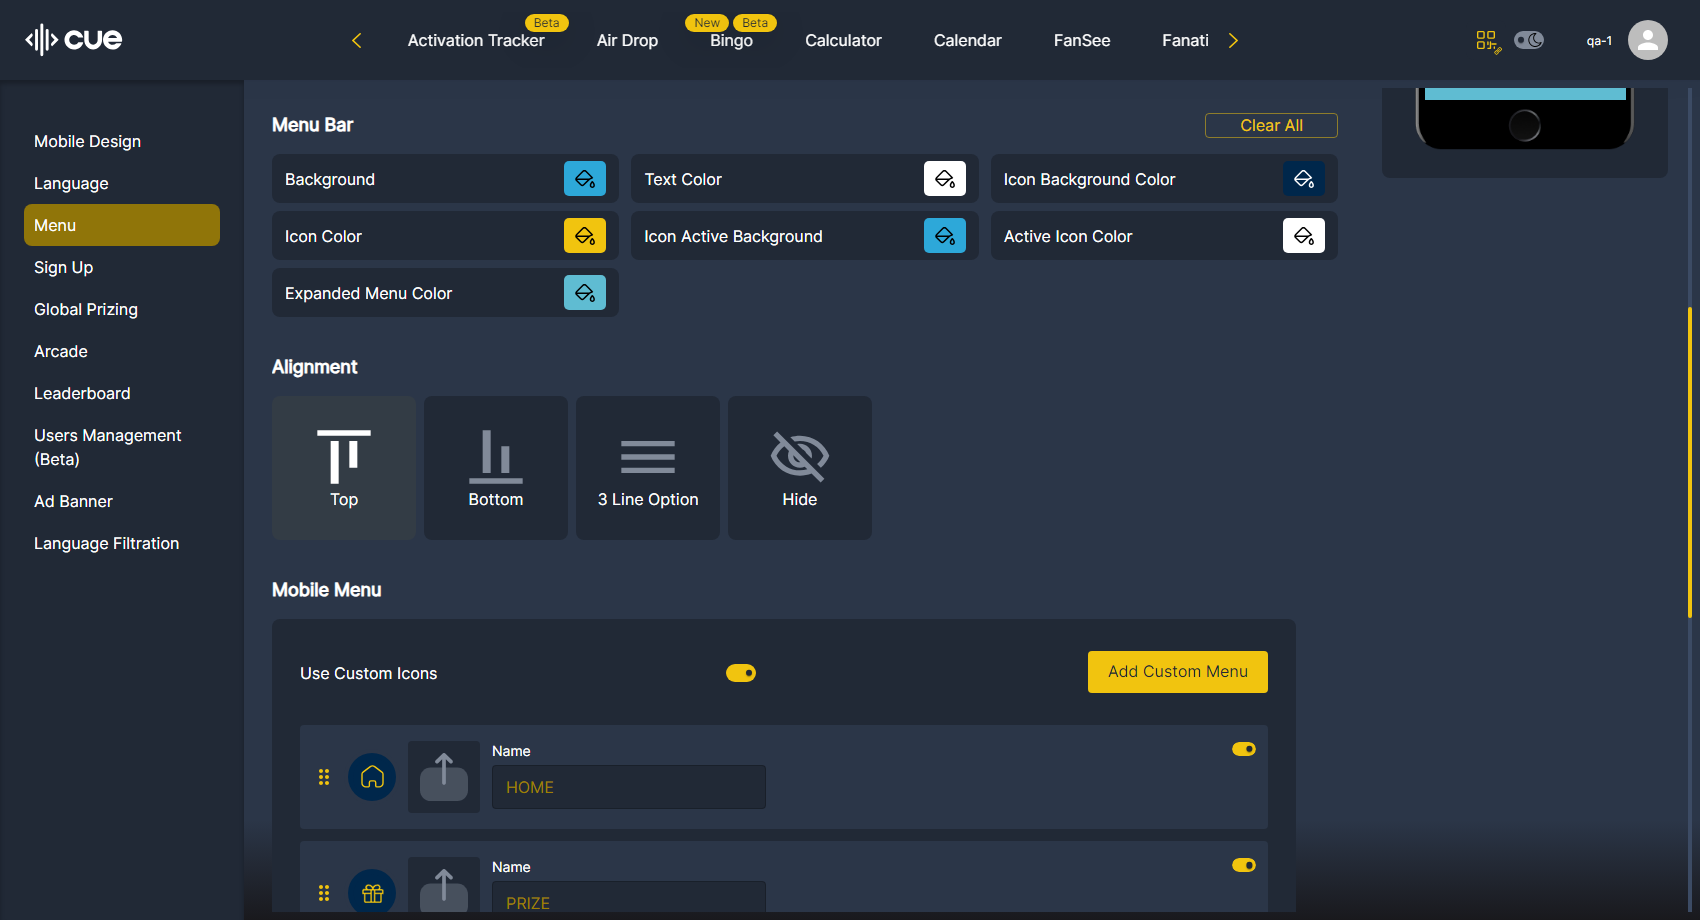 cue
Activation Tracker
Beta
Air Drop
Bingo
New
Beta
Calculator
Calendar
FanSee
Fanati
qa-1
Mobile Design
Language
Menu
Sign Up
Global Prizing
Arcade
Leaderboard
Users Management
(Beta)
Ad Banner
Language Filtration
Menu Bar
Clear All
Background
Text Color
Icon Background Color
Icon Color
Icon Active Background
Active Icon Color
Expanded Menu Color
Alignment
Top
Bottom
3 Line Option
Hide
Mobile Menu
Use Custom Icons
Add Custom Menu
Name
HOME
Name
PRIZE